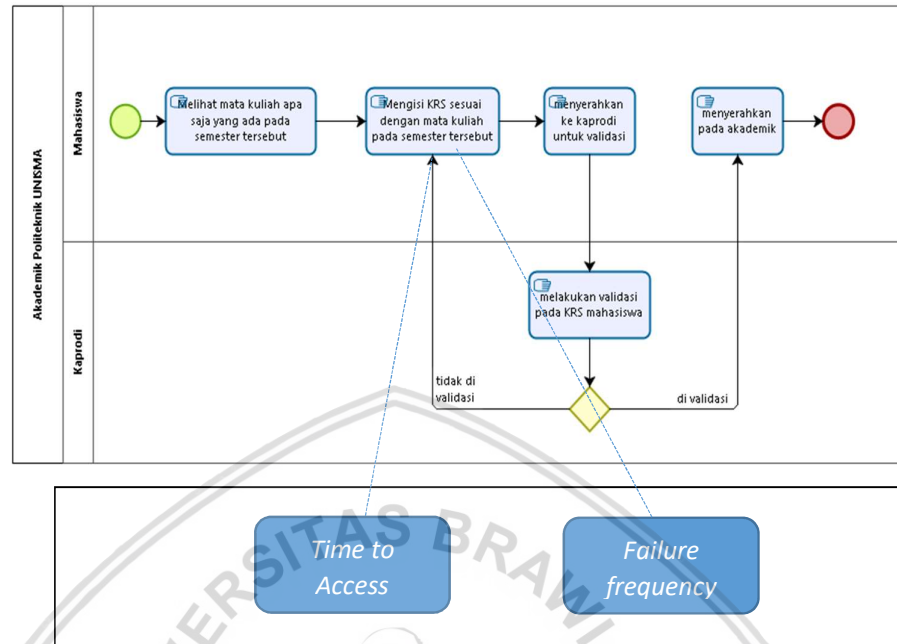 Akademik Politeknik UNISMA
Mahasiswa
Melihat mata kuliah apa
saja yang ada pada
semester tersebut
Mengisi KRS sesuai
dengan mata kuliah
pada semester tersebut
menyerahkan
ke kaprodi
untuk validasi
menyerahkan
pada akademik
Kaprodi
melakukan validasi
pada KRS mahasiswa
tidak di
validasi
di validasi
Time to
Access
Failure
frequency
ERSITAS BRAWI